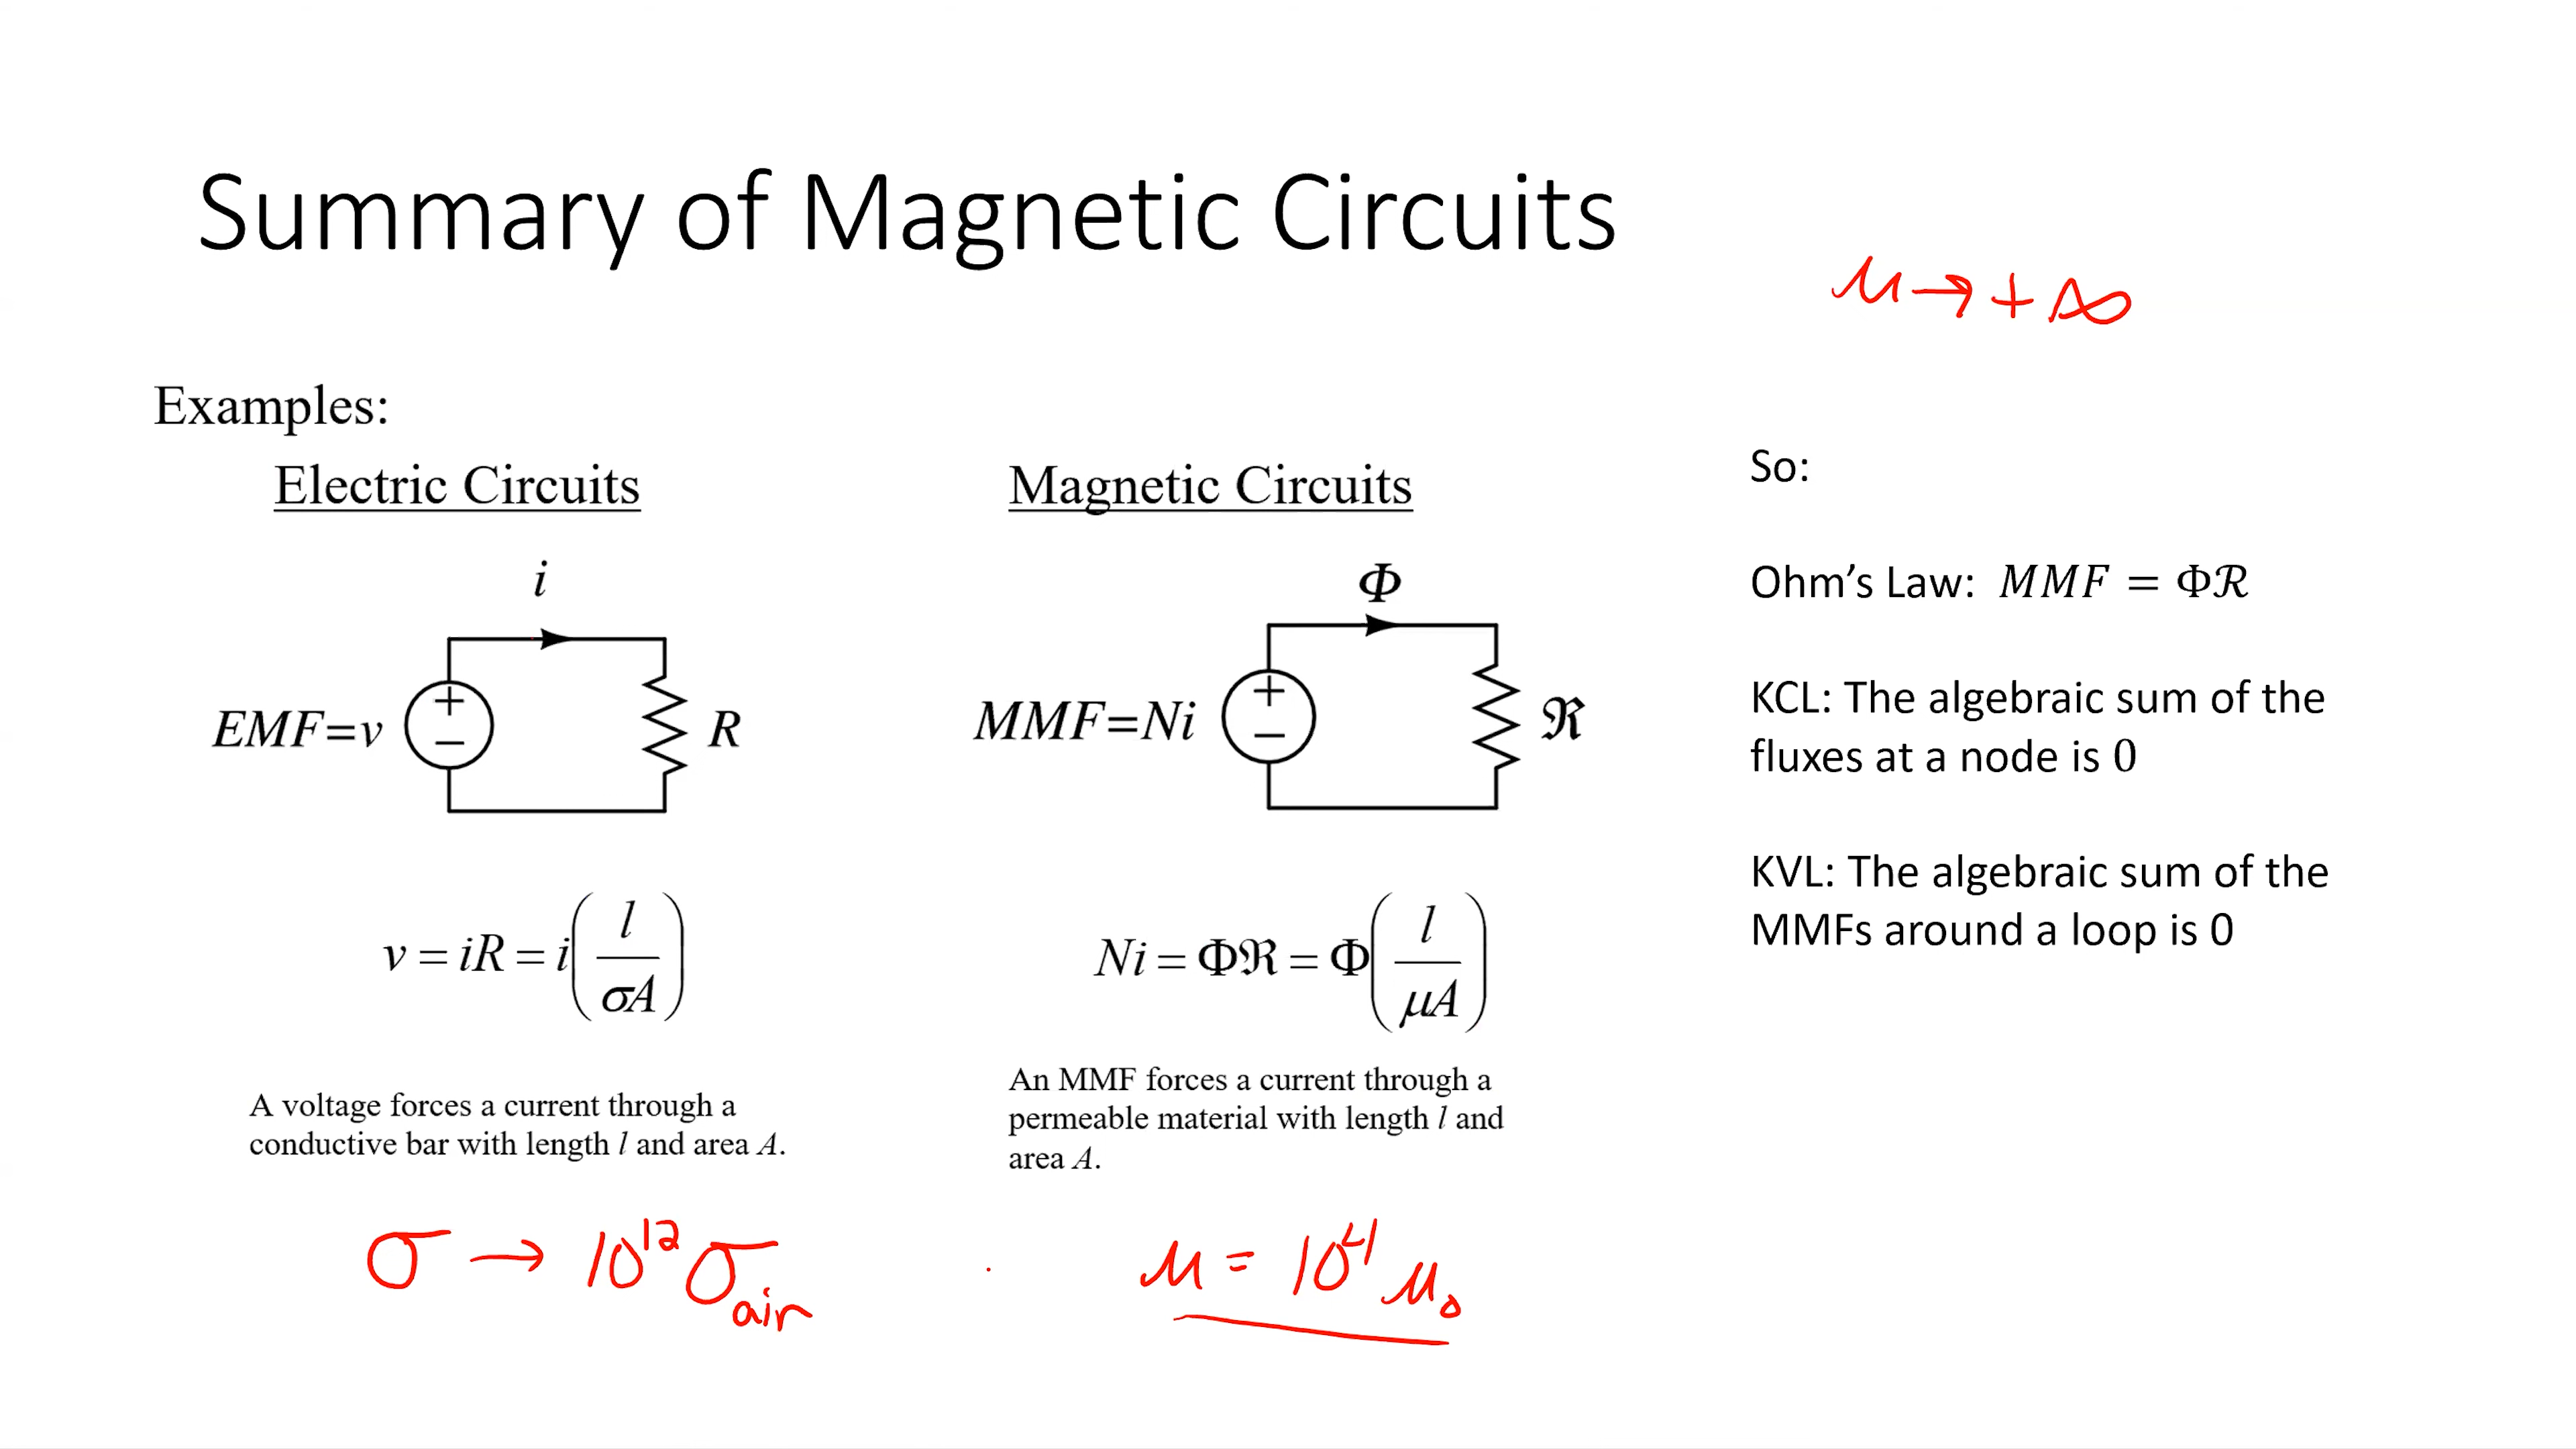 Summary of Magnetic Circuits
μ → + ∞
Examples:
Electric Circuits
i
EMF=v
+
−
R
v = iR = i(l/σA)
A voltage forces a current through a
conductive bar with length l and area A.
σ → 10¹² σ_air
Magnetic Circuits
Φ
MMF=Ni
+
−
ℜ
Ni = Φℜ = Φ(l/μA)
An MMF forces a current through a
permeable material with length l and
area A.
μ = 10⁴ μ₀
So:
Ohm's Law: MMF = Φℛ
KCL: The algebraic sum of the
fluxes at a node is 0
KVL: The algebraic sum of the
MMFs around a loop is 0